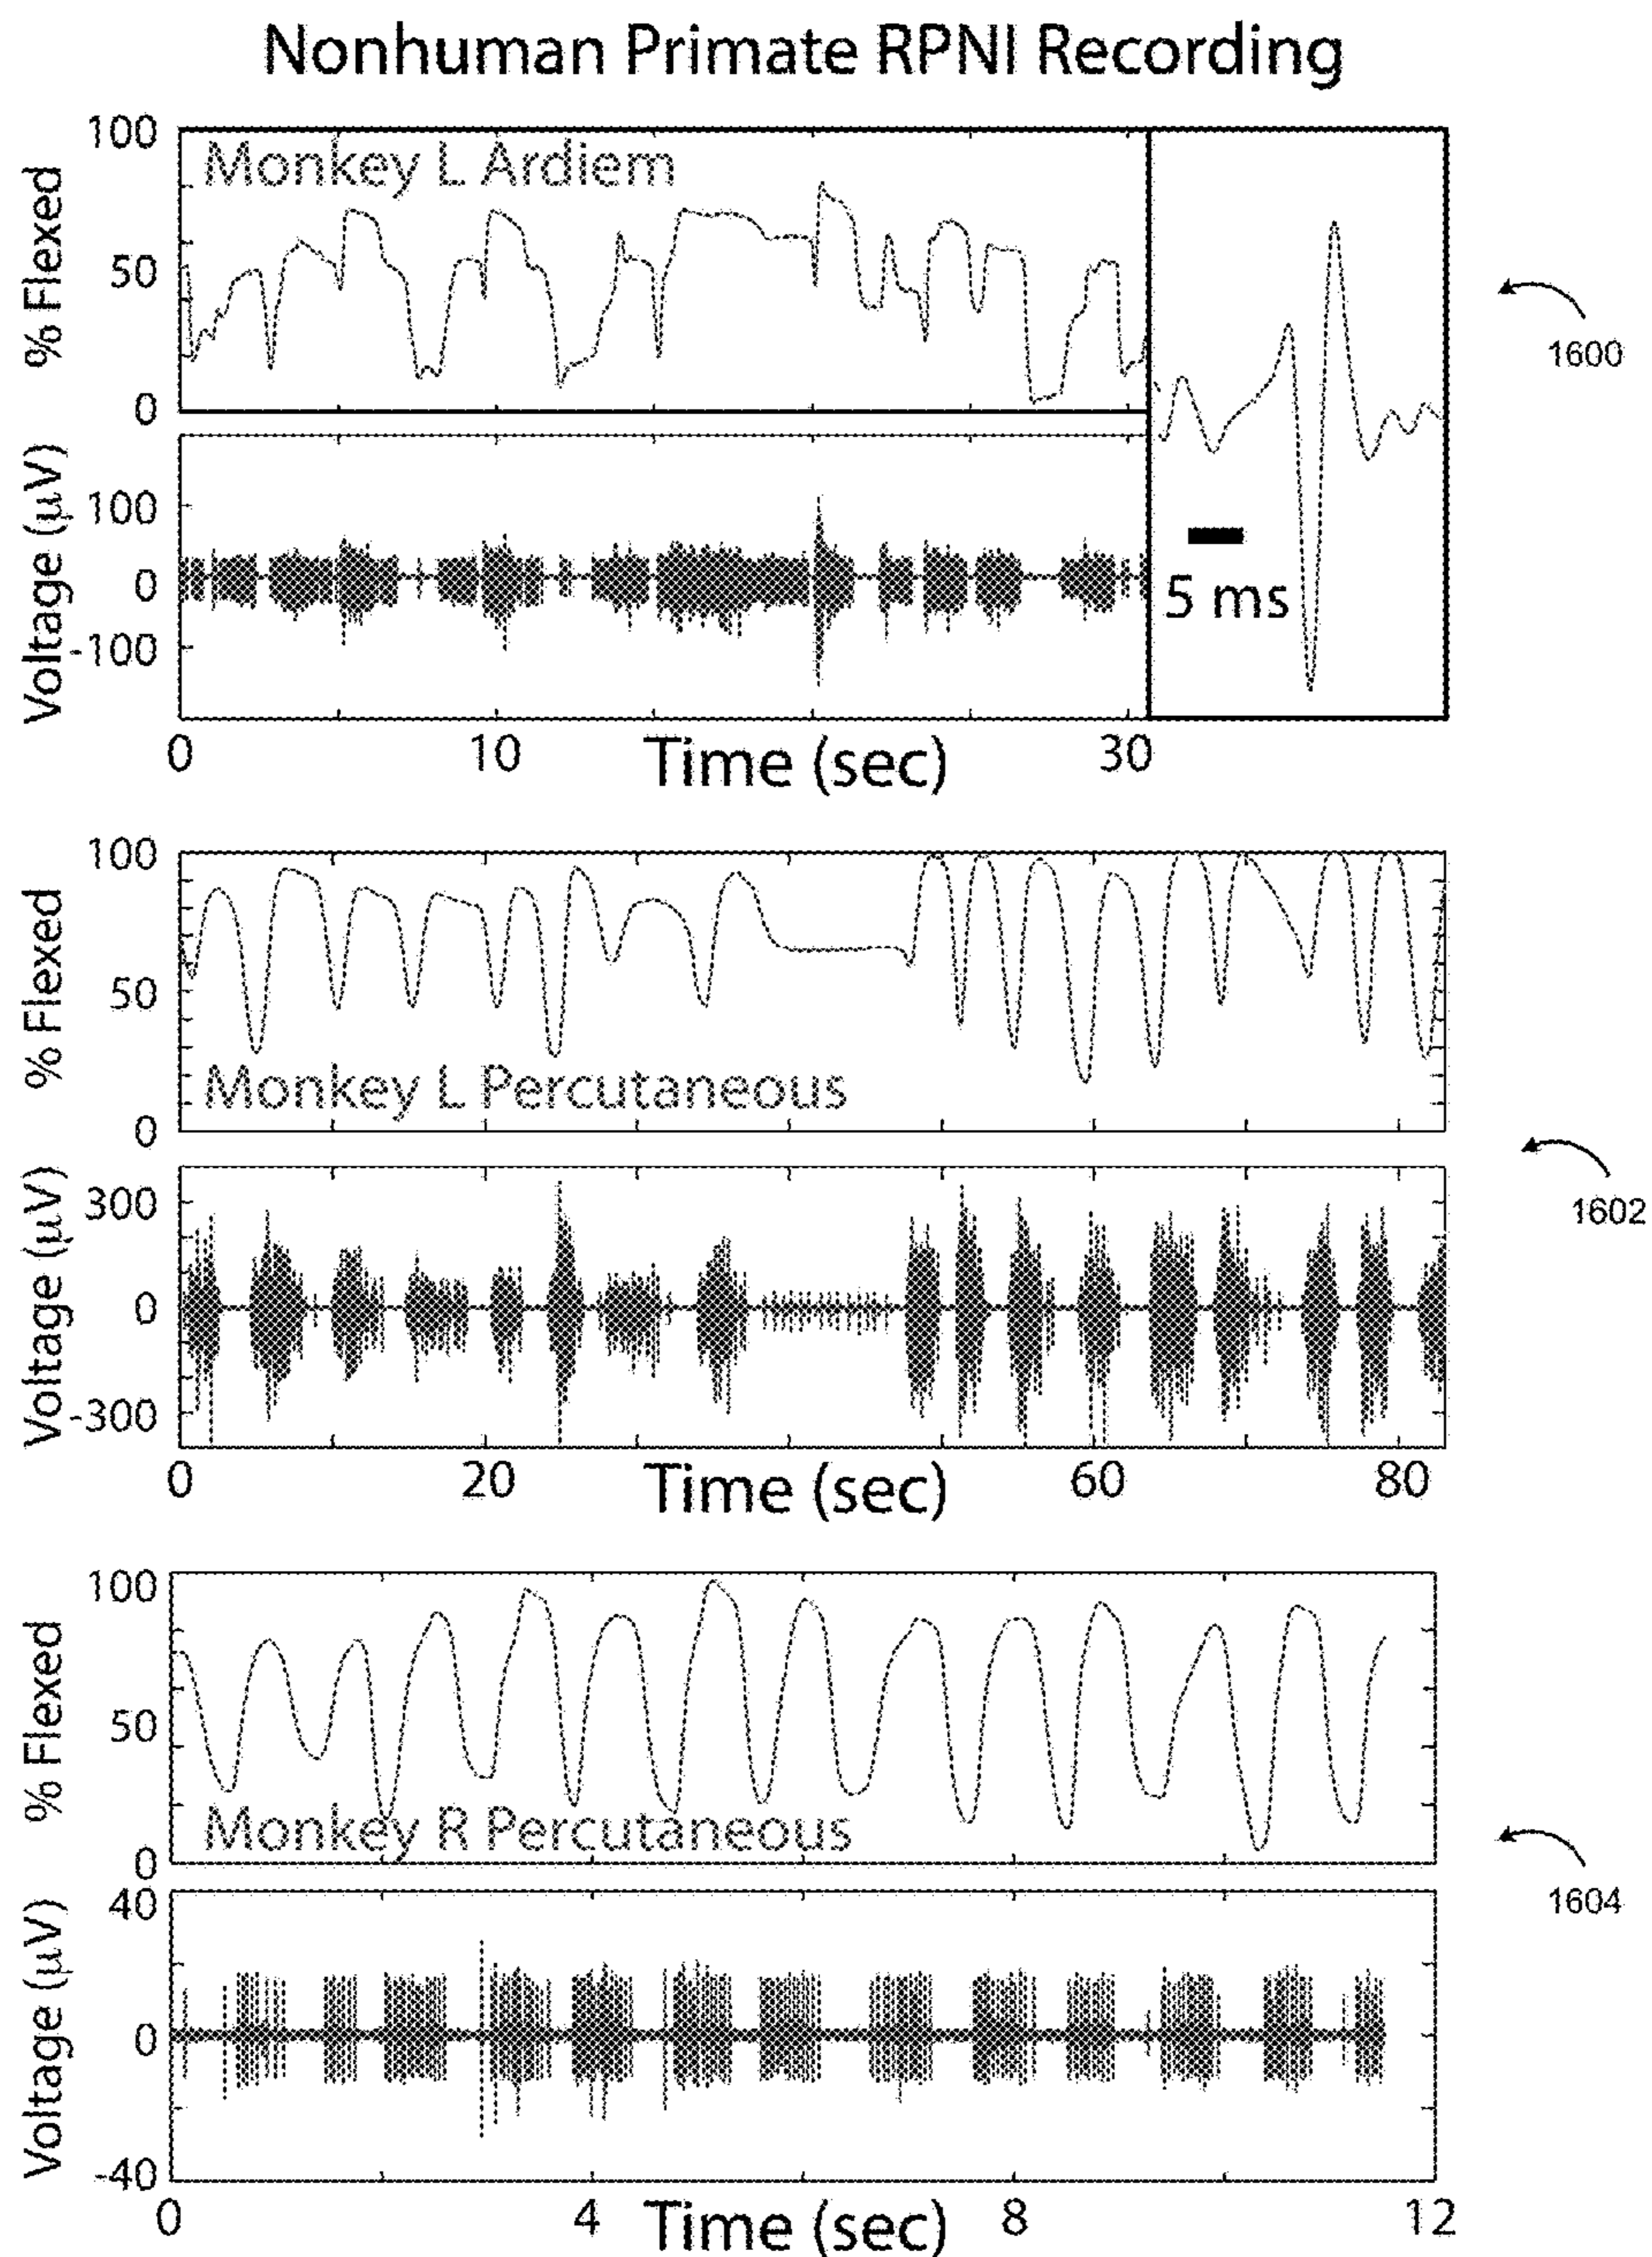 Nonhuman Primate RPNI Recording
100
50
0
% Flexed
Monkey L Ardiem
1600
100
0
-100
Voltage (μV)
5 ms
0 10 Time (sec) 30
100
50
0
% Flexed
Monkey L Percutaneous
1602
300
0
-300
Voltage (μV)
0 20 Time (sec) 60 80
100
50
0
% Flexed
Monkey R Percutaneous
1604
40
0
-40
Voltage (μV)
0 4 Time (sec) 8 12